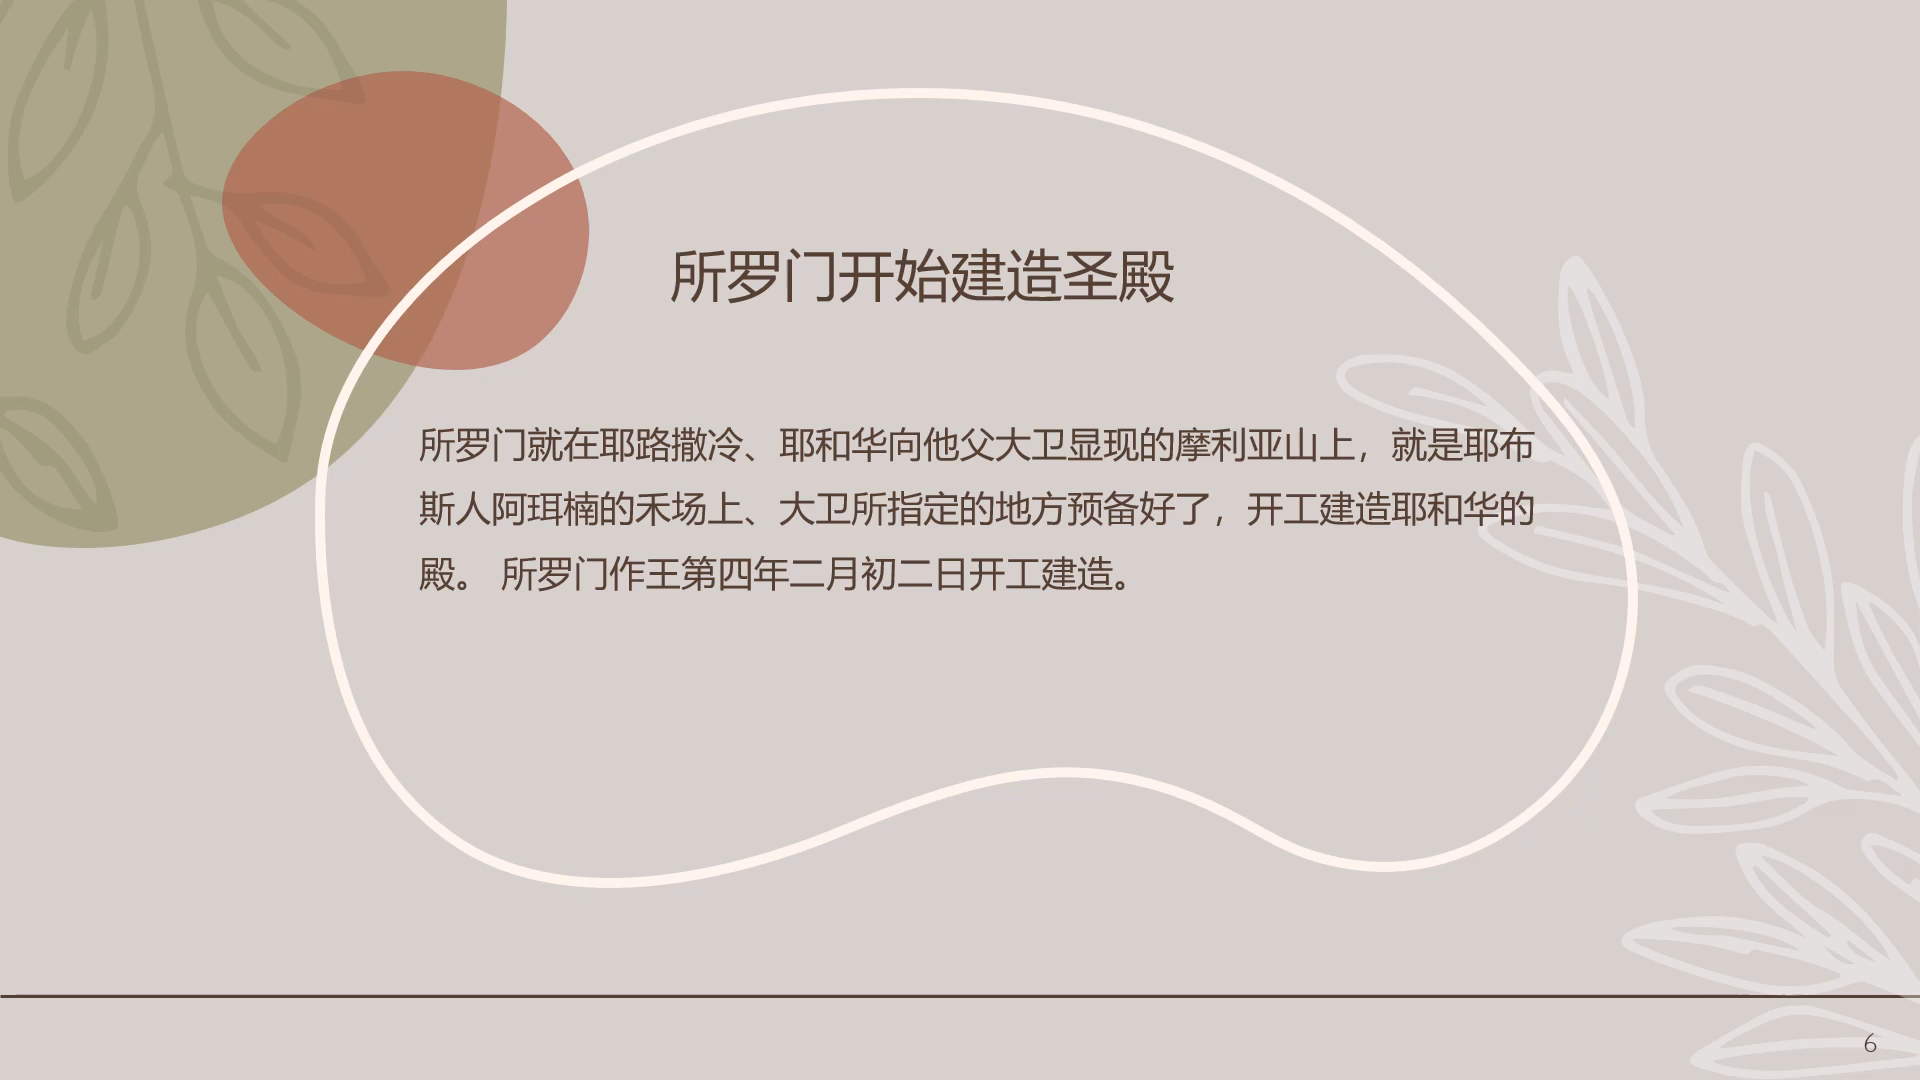 所罗门开始建造圣殿
所罗门就在耶路撒冷、耶和华向他父大卫显现的摩利亚山上，就是耶布
斯人阿珥楠的禾场上、大卫所指定的地方预备好了，开工建造耶和华的
殿。 所罗门作王第四年二月初二日开工建造。
6